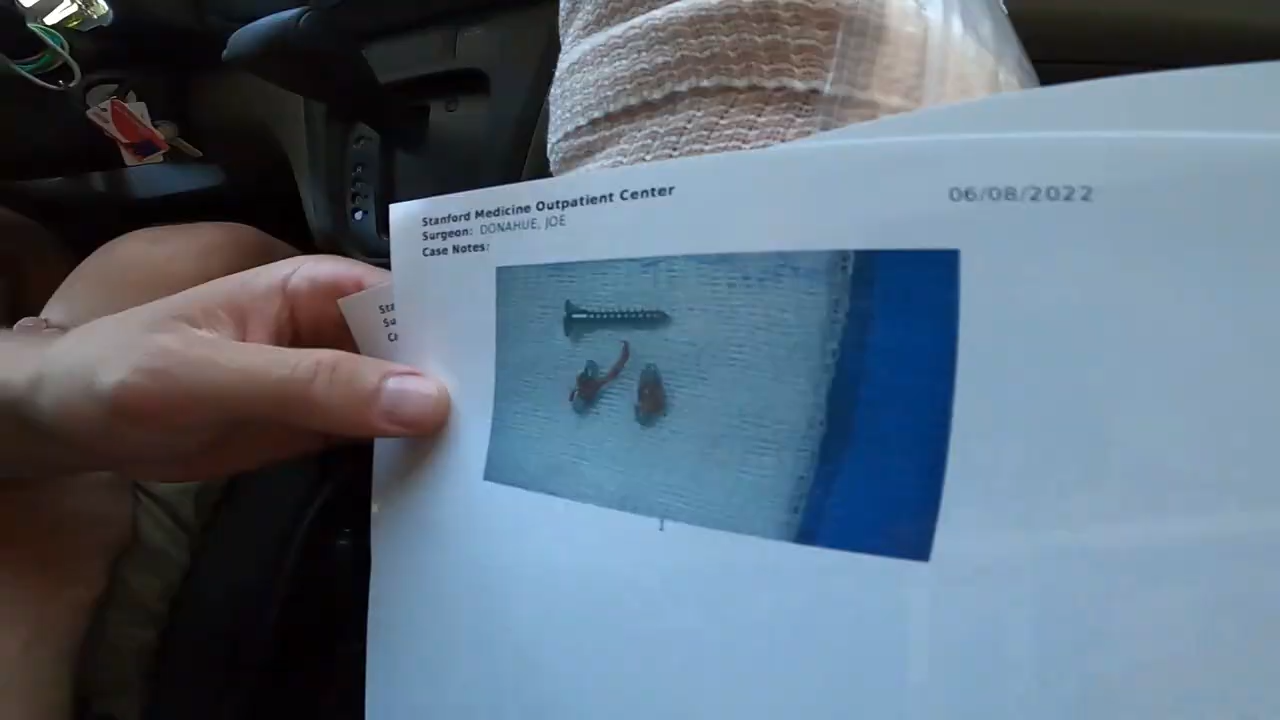 Stanford Medicine Outpatient Center
06/08/2022
Surgeon: DONAHUE, JOE
Case Notes: